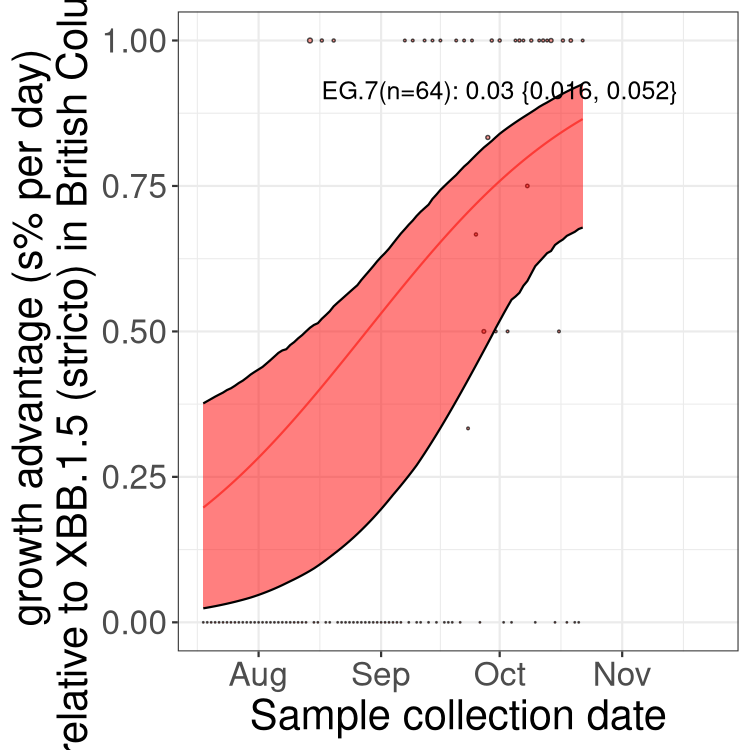 growth advantage (s% per day)
relative to XBB.1.5 (stricto) in British Colu
1.00
0.75
0.50
0.25
0.00
EG.7(n=64): 0.03 {0.016, 0.052}
Aug Sep Oct Nov
Sample collection date